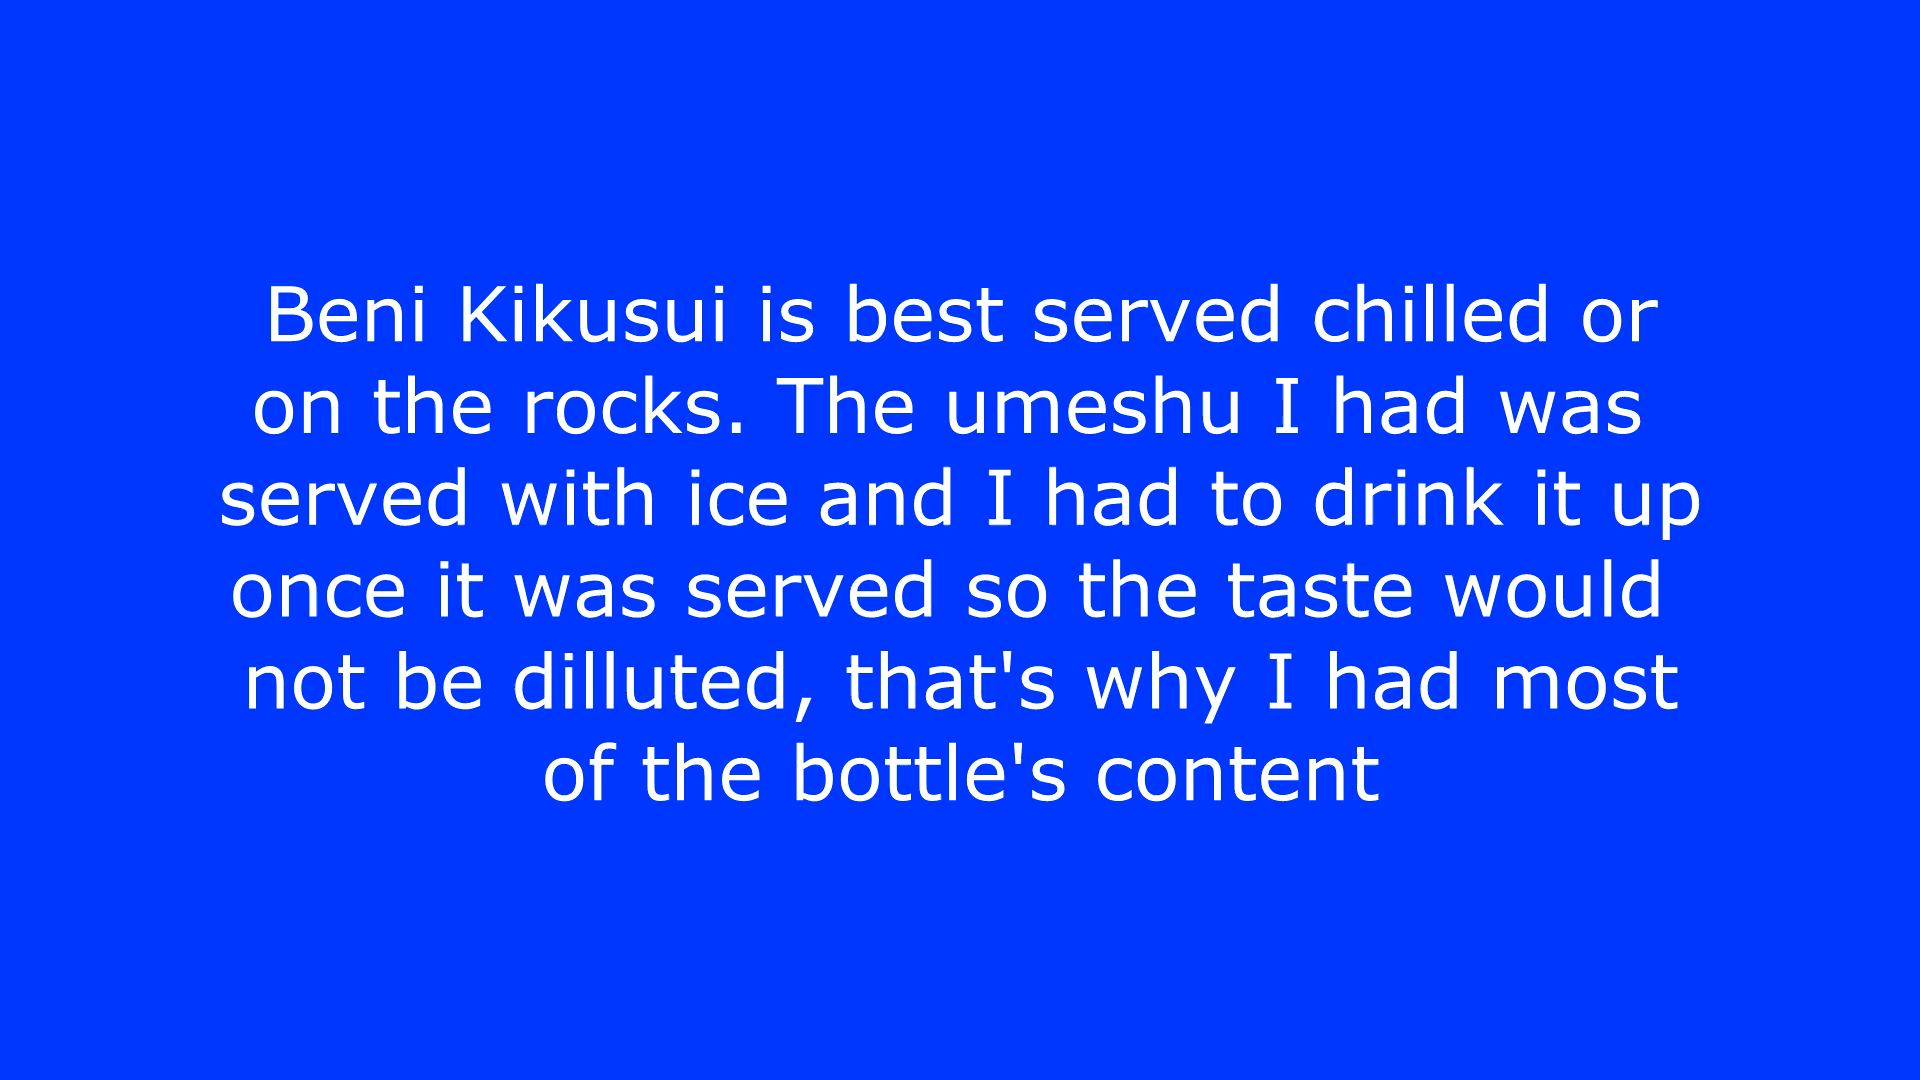 Beni Kikusui is best served chilled or
on the rocks. The umeshu I had was
served with ice and I had to drink it up
once it was served so the taste would
not be dilluted, that's why I had most
of the bottle's content